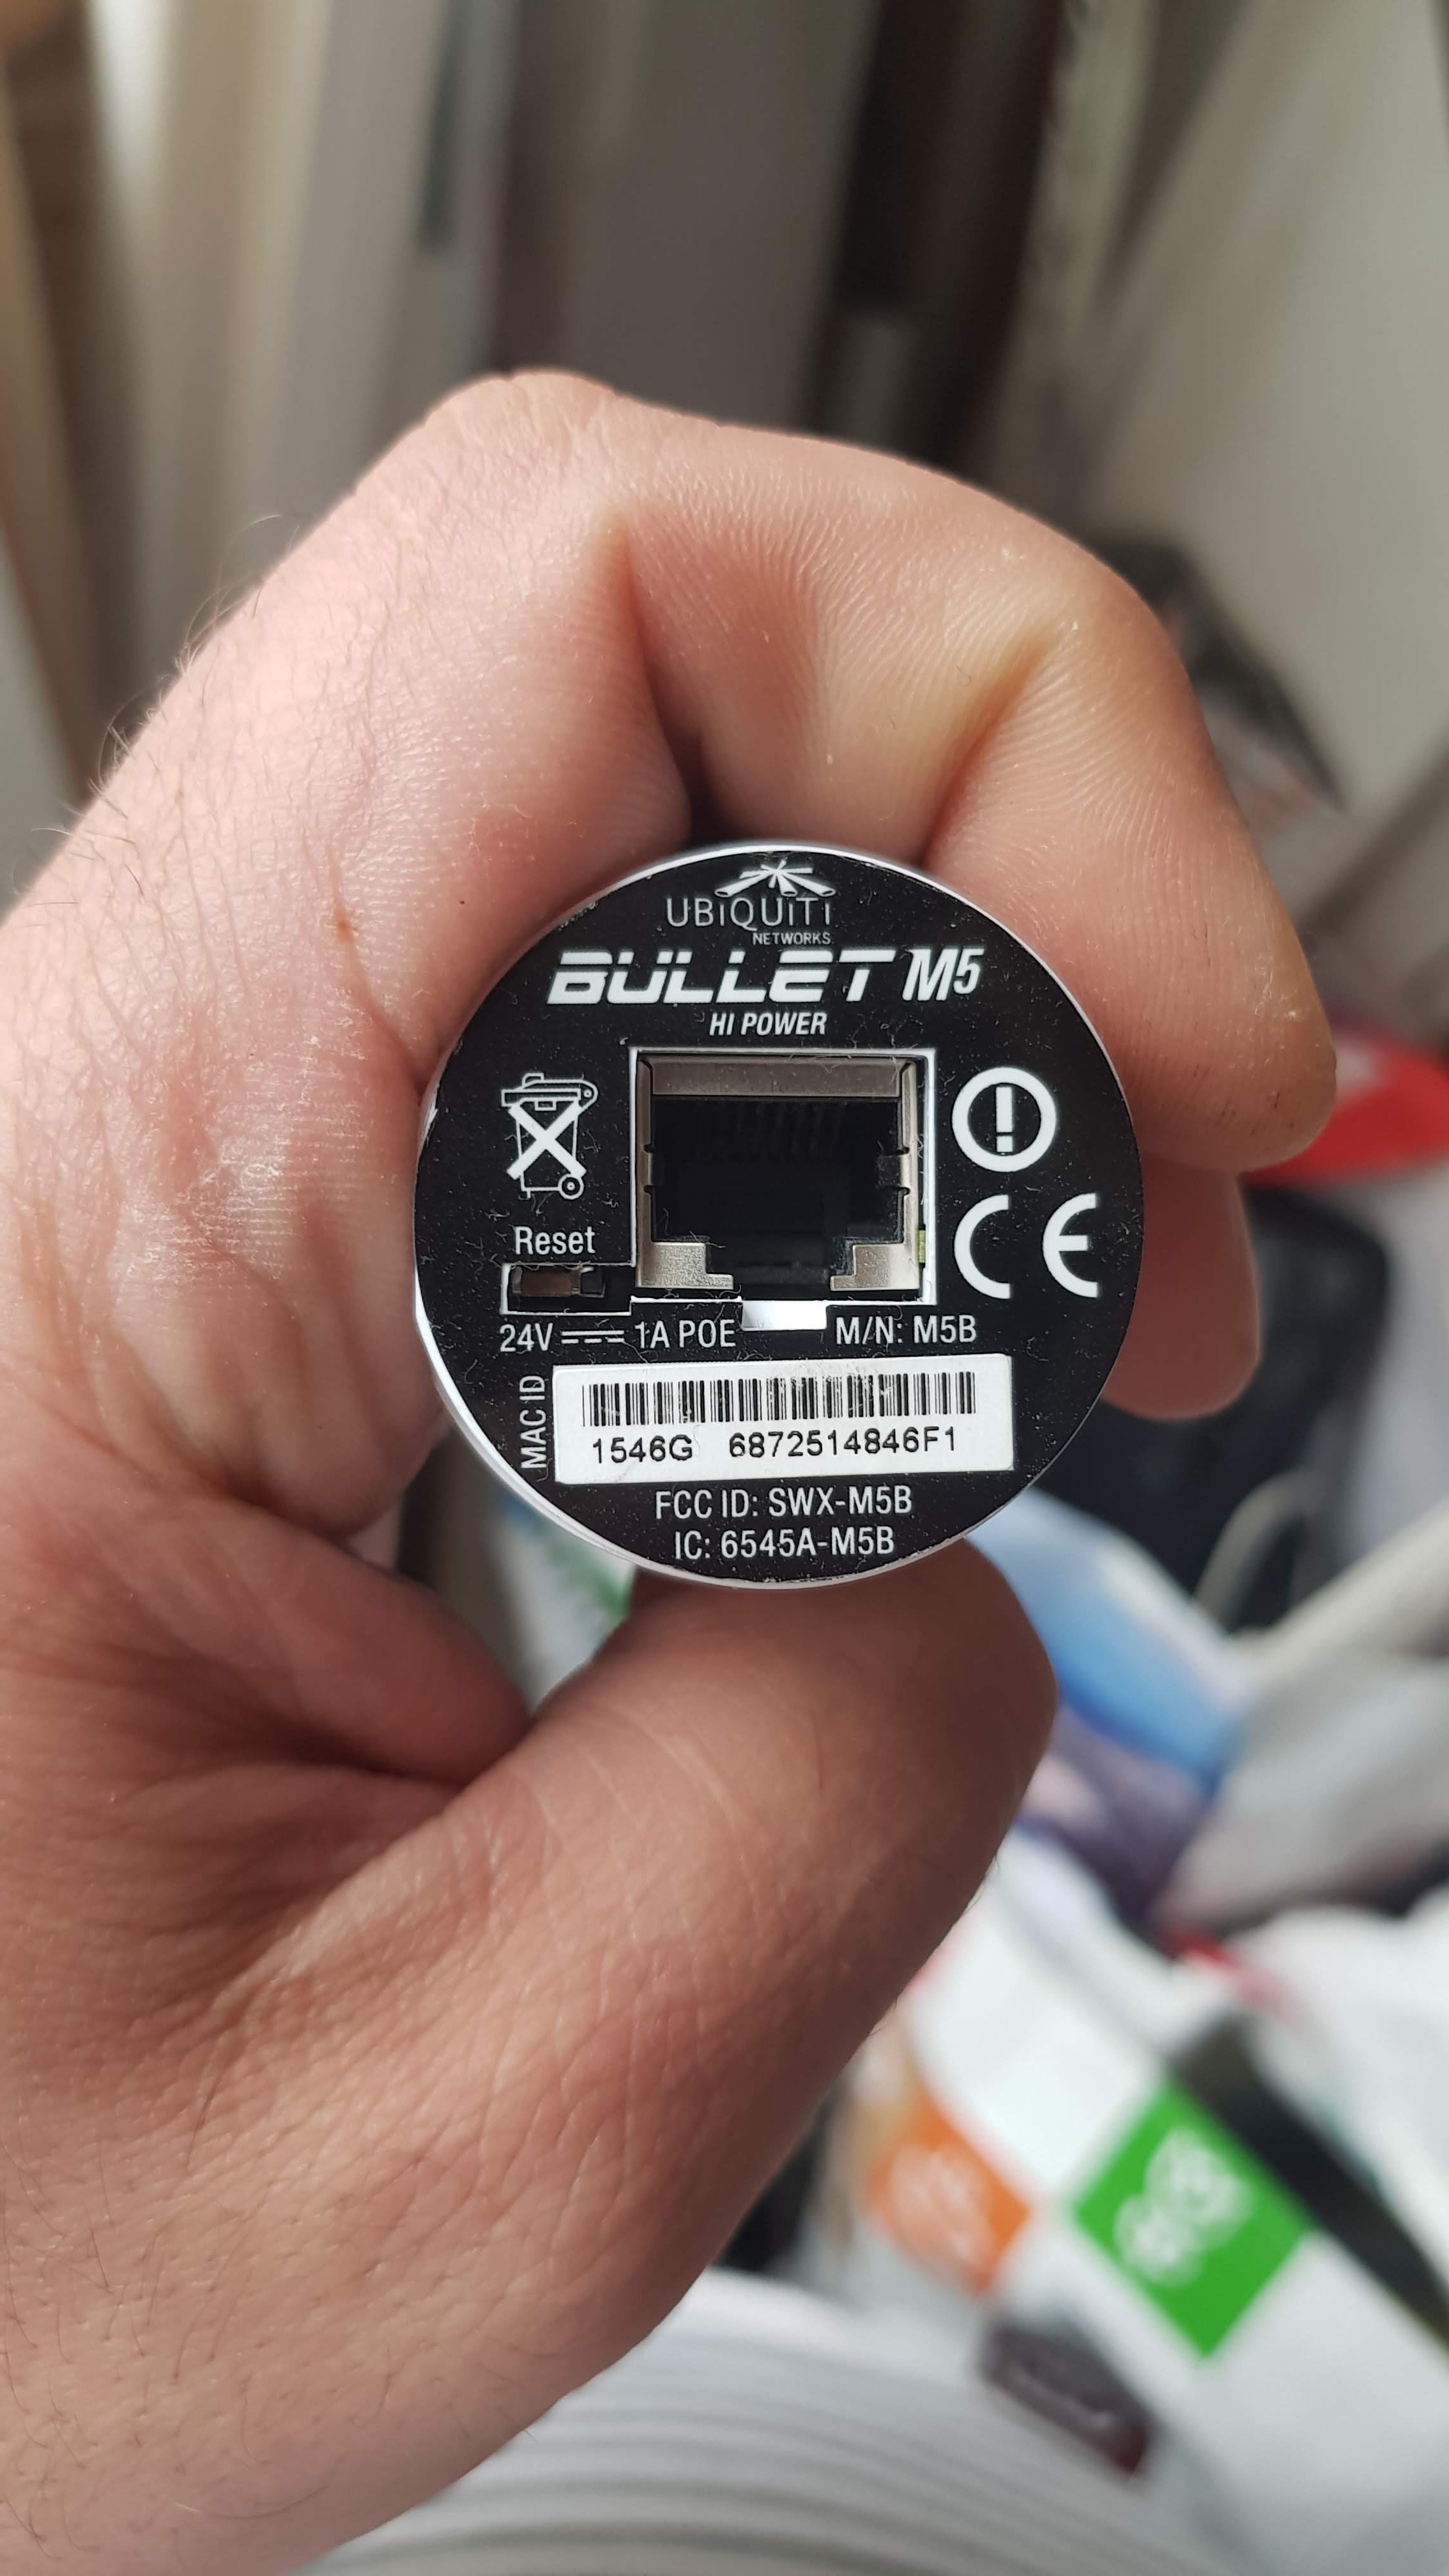 UBiQUiTi
NETWORKS
BULLET M5
HI POWER
Reset
24V 1A POE
M/N: M5B
MAC ID
1546G 6872514846F1
FCC ID: SWX-M5B
IC: 6545A-M5B
CE